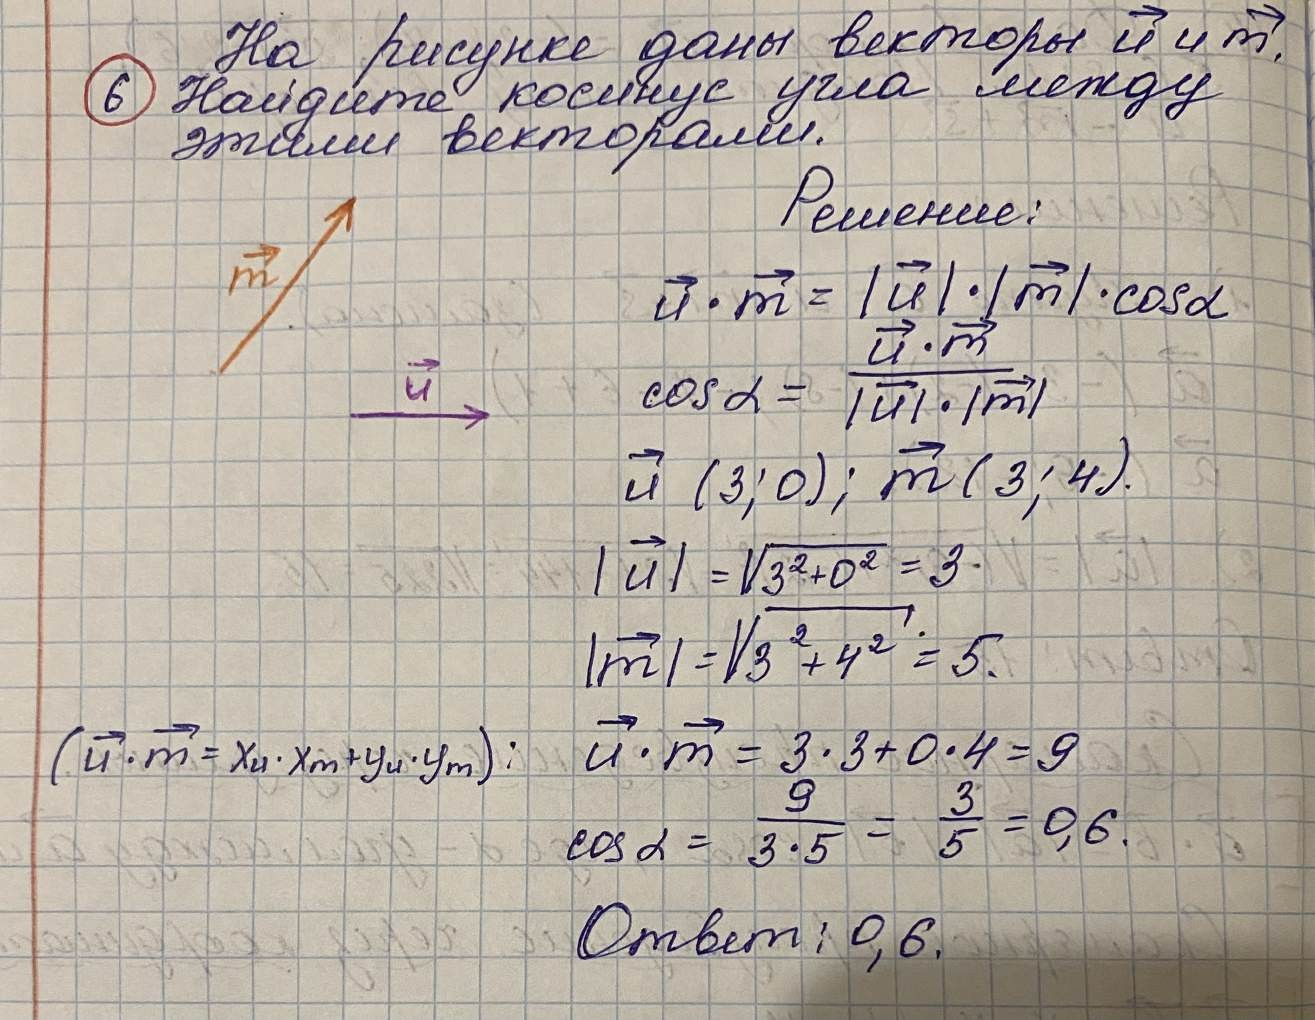 На рисунке даны векторы u⃗ и m⃗.
6 Найдите косинус угла между
этими векторами.
Решение:
m⃗
u⃗ · m⃗ = |u⃗| · |m⃗| · cosα
u⃗
cosα = (u⃗ · m⃗)/(|u⃗| · |m⃗|)
u⃗ (3; 0); m⃗ (3; 4).
|u⃗| = √(3²+0²) = 3.
|m⃗| = √(3²+4²) = 5.
(u⃗ · m⃗ = xᵤ · xₘ + yᵤ · yₘ): u⃗ · m⃗ = 3·3+0·4 = 9
cosα = 9/(3·5) = 3/5 = 0,6.
Ответ: 0,6.